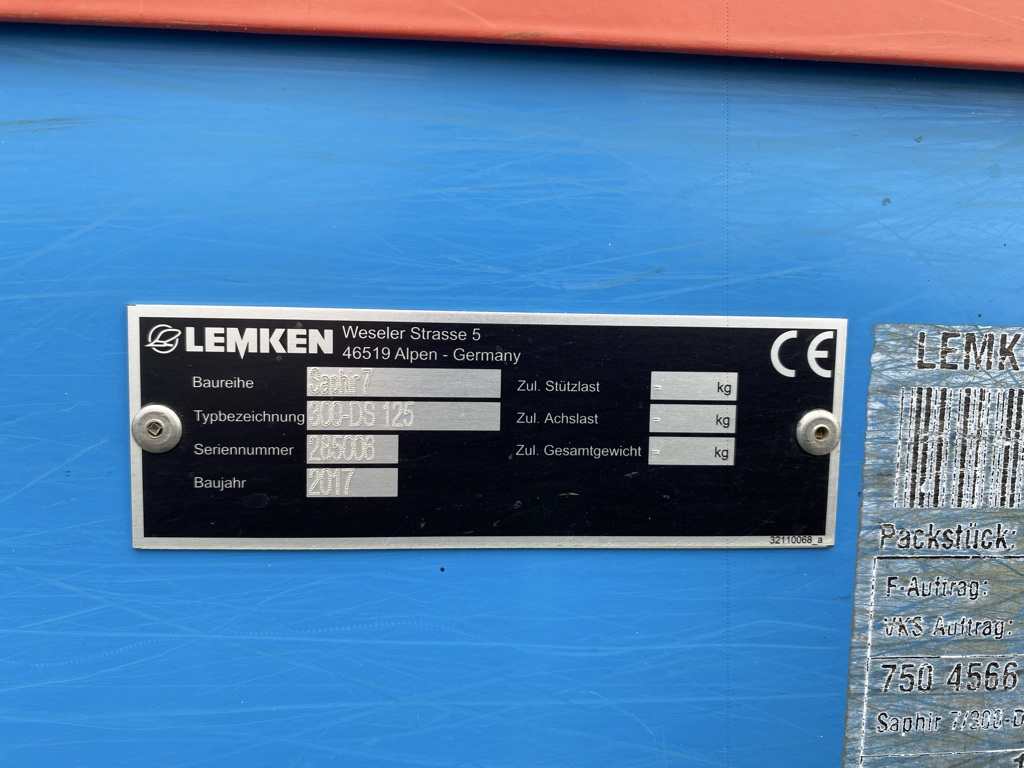 LEMKEN Weseler Strasse 5
46519 Alpen - Germany
CE
Baureihe Saphir 7
Typbezeichnung 300-DS 125
Seriennummer 285006
Baujahr 2017
Zul. Stützlast - kg
Zul. Achslast - kg
Zul. Gesamtgewicht - kg
32110068_a
LEMK
Packstück:
F-Auftrag:
VKS Auftrag:
750 4566
Saphir 7/300-D